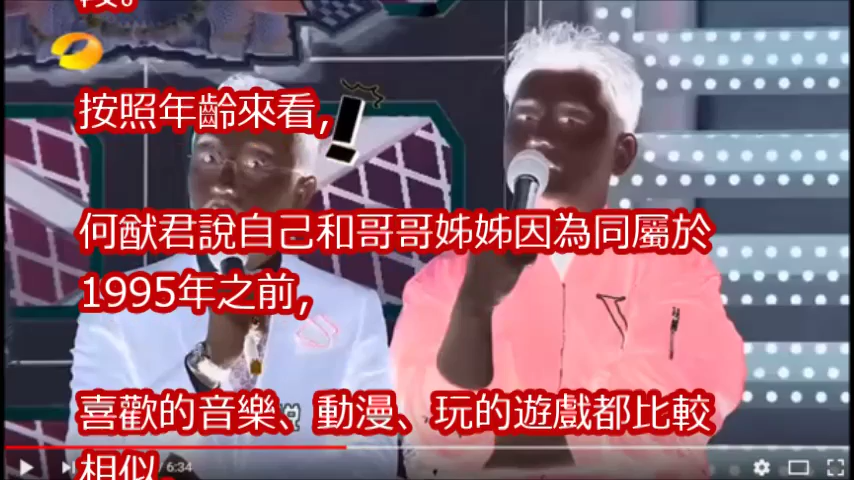 段。
按照年齡來看,
何猷君說自己和哥哥姊姊因為同屬於
1995年之前,
喜歡的音樂、動漫、玩的遊戲都比較
相似,
6:34